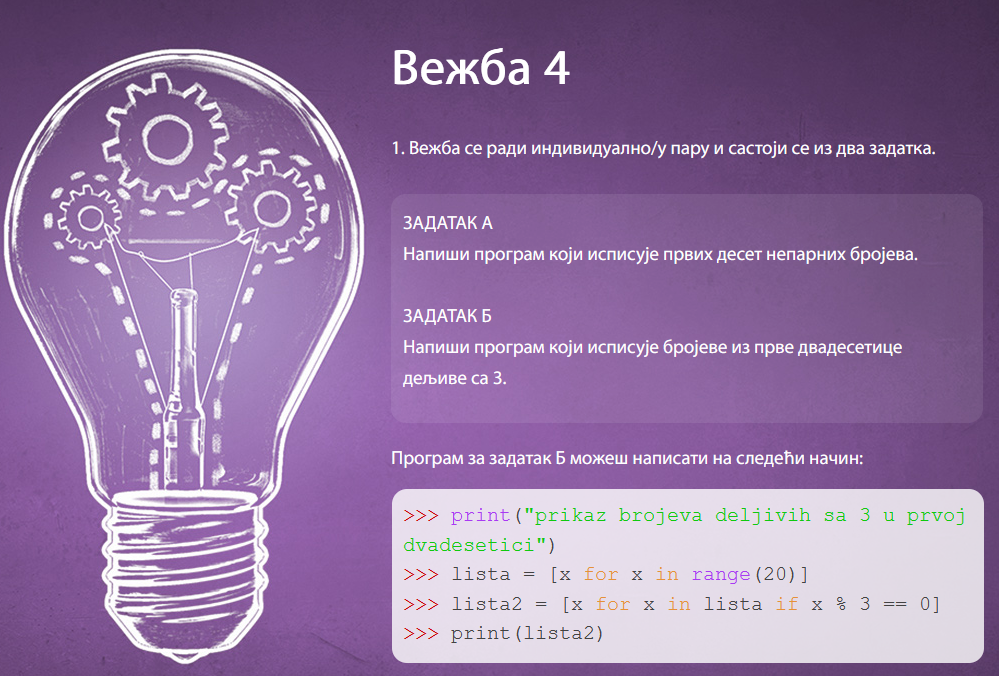 Вежба 4
1. Вежба се ради индивидуално/у пару и састоји се из два задатка.
ЗАДАТАК А
Напиши програм који исписује првих десет непарних бројева.
ЗАДАТАК Б
Напиши програм који исписује бројеве из прве двадесетице
дељиве са 3.
Програм за задатак Б можеш написати на следећи начин:
>>> print("prikaz brojeva deljivih sa 3 u prvoj
dvadesetici")
>>> lista = [x for x in range(20)]
>>> lista2 = [x for x in lista if x % 3 == 0]
>>> print(lista2)